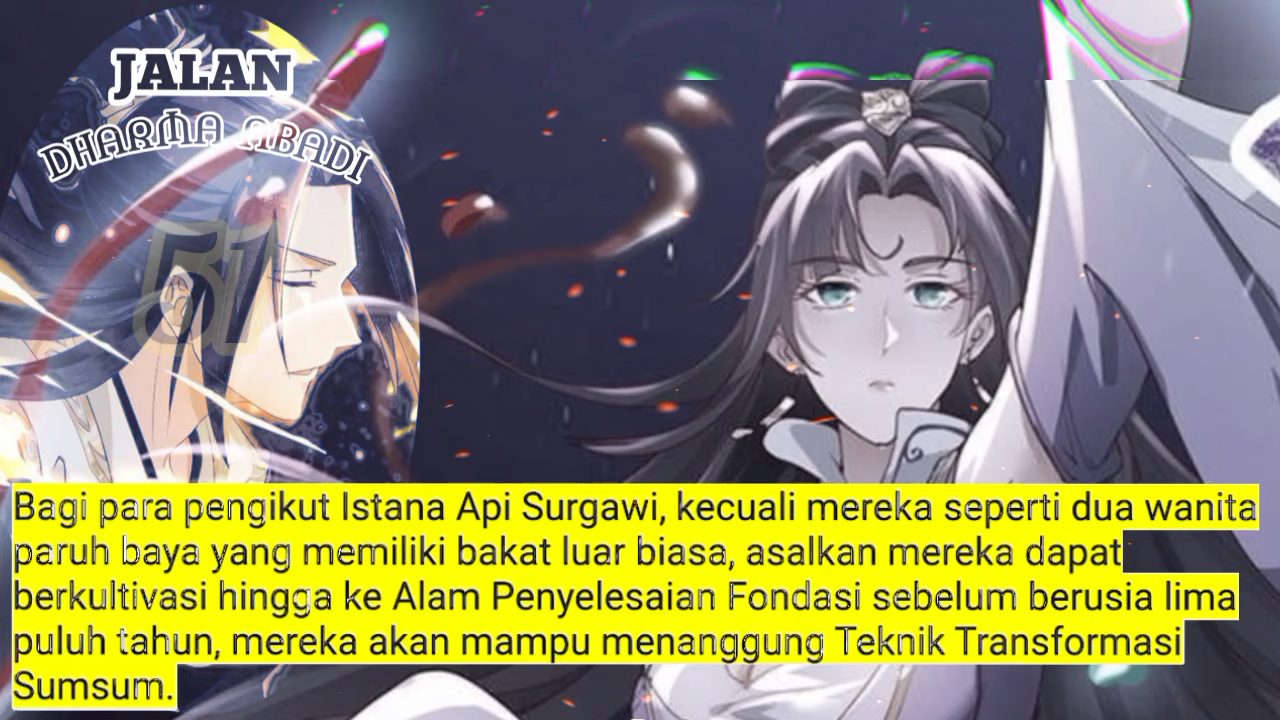 JALAN
DHARMA ABADI
51
Bagi para pengikut Istana Api Surgawi, kecuali mereka seperti dua wanita
paruh baya yang memiliki bakat luar biasa, asalkan mereka dapat
berkultivasi hingga ke Alam Penyelesaian Fondasi sebelum berusia lima
puluh tahun, mereka akan mampu menanggung Teknik Transformasi
Sumsum.